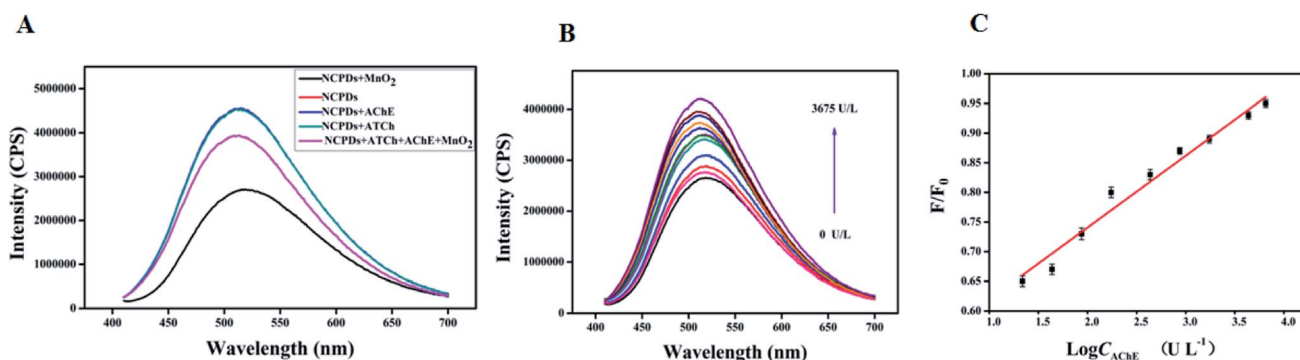 A
Intensity (CPS)
5000000
4000000
3000000
2000000
1000000
0
400 450 500 550 600 650 700
Wavelength (nm)
NCPDs+MnO₂
NCPDs
NCPDs+AChE
NCPDs+ATCh
NCPDs+ATCh+AChE+MnO₂
B
Intensity (CPS)
4000000
3000000
2000000
1000000
0
400 450 500 550 600 650 700
Wavelength (nm)
3675 U/L
0 U/L
C
F/F₀
1.00
0.95
0.90
0.85
0.80
0.75
0.70
0.65
0.60
1.0 1.5 2.0 2.5 3.0 3.5 4.0
LogC_AChE (U L⁻¹)